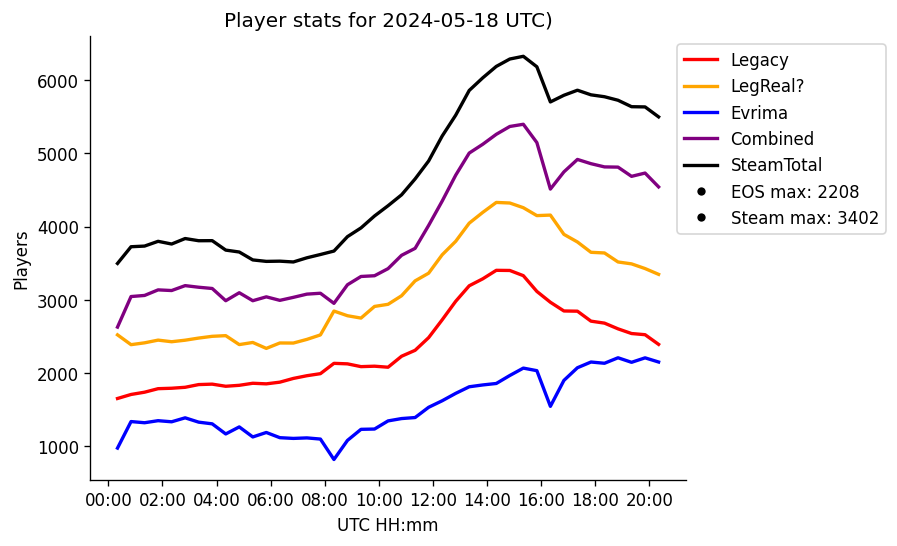 Player stats for 2024-05-18 UTC)
Legacy
LegReal?
Evrima
Combined
SteamTotal
EOS max: 2208
Steam max: 3402
Players
6000
5000
4000
3000
2000
1000
00:00 02:00 04:00 06:00 08:00 10:00 12:00 14:00 16:00 18:00 20:00
UTC HH:mm